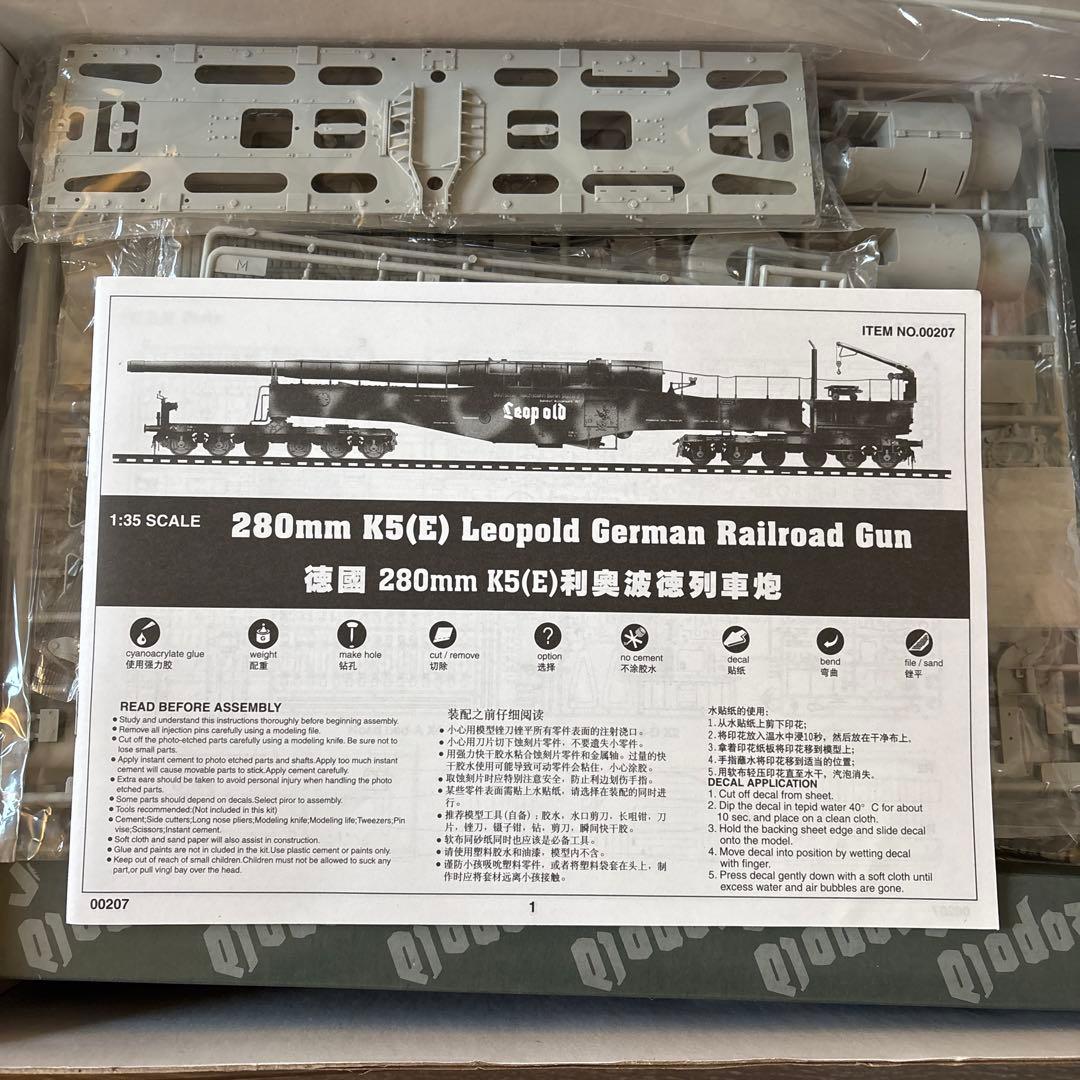 M
ITEM NO.00207
Leopold
1:35 SCALE
280mm K5(E) Leopold German Railroad Gun
德國 280mm K5(E)利奧波德列車炮
cyanoacrylate glue
使用强力胶
weight
配重
make hole
钻孔
cut / remove
切除
option
选择
no cement
不涂胶水
decal
贴纸
bend
弯曲
file / sand
锉平
READ BEFORE ASSEMBLY
● Study and understand this instructions thoroughly before beginning assembly.
● Remove all injection pins carefully using a modeling file.
● Cut off the photo-etched parts carefully using a modeling knife. Be sure not to
lose small parts.
● Apply instant cement to photo etched parts and shafts.Apply too much instant
cement will cause movable parts to stick.Apply cement carefully.
● Extra eare should be taken to avoid personal injury when handling the photo
etched parts.
● Some parts should depend on decals.Select piror to assembly.
● Tools recommended:(Not included in this kit)
● Cement;Side cutters;Long nose pliers;Modeling knife;Modeling life;Tweezers;Pin
vise;Scissors;Instant cement.
Soft cloth and sand paper will also assist in construction.
● Glue and paints are not in cluded in the kit.Use plastic cement or paints only.
● Keep out of reach of small children.Children must not be allowed to suck any
part,or pull vingl bay over the head.
装配之前仔细阅读
● 小心用模型锉刀锉平所有零件表面的注射浇口。
● 小心用刀片切下蚀刻片零件，不要遗失小零件。
● 用强力快干胶水粘合蚀刻片零件和金属轴。过量的快
干胶水使用可能导致可动零件会粘住，小心涂胶。
● 取蚀刻片时应特别注意安全，防止利边划伤手指。
● 某些零件表面需贴上水贴纸，请选择在装配的同时进
行。
● 推荐模型工具(自备)：胶水，水口剪刀，长咀钳，刀
片，锉刀，镊子钳，钻，剪刀，瞬间快干胶。
● 软布同砂纸同时也应该是必备工具。
● 请使用塑料胶水和油漆，模型内不含。
● 谨防小孩吸吮塑料零件，或者将塑料袋套在头上，制
作时应将套材远离小孩接触。
水贴纸的使用：
1.从水贴纸上剪下印花；
2.将印花放入温水中浸10秒，然后放在干净布上。
3.拿着印花纸板将印花移到模型上；
4.手指蘸水将印花移到适当的位置；
5.用软布轻压印花直至水干，汽泡消失。
DECAL APPLICATION
1. Cut off decal from sheet.
2. Dip the decal in tepid water 40° C for about
10 sec. and place on a clean cloth.
3. Hold the backing sheet edge and slide decal
onto the model.
4. Move decal into position by wetting decal
with finger.
5. Press decal gently down with a soft cloth until
excess water and air bubbles are gone.
00207
1